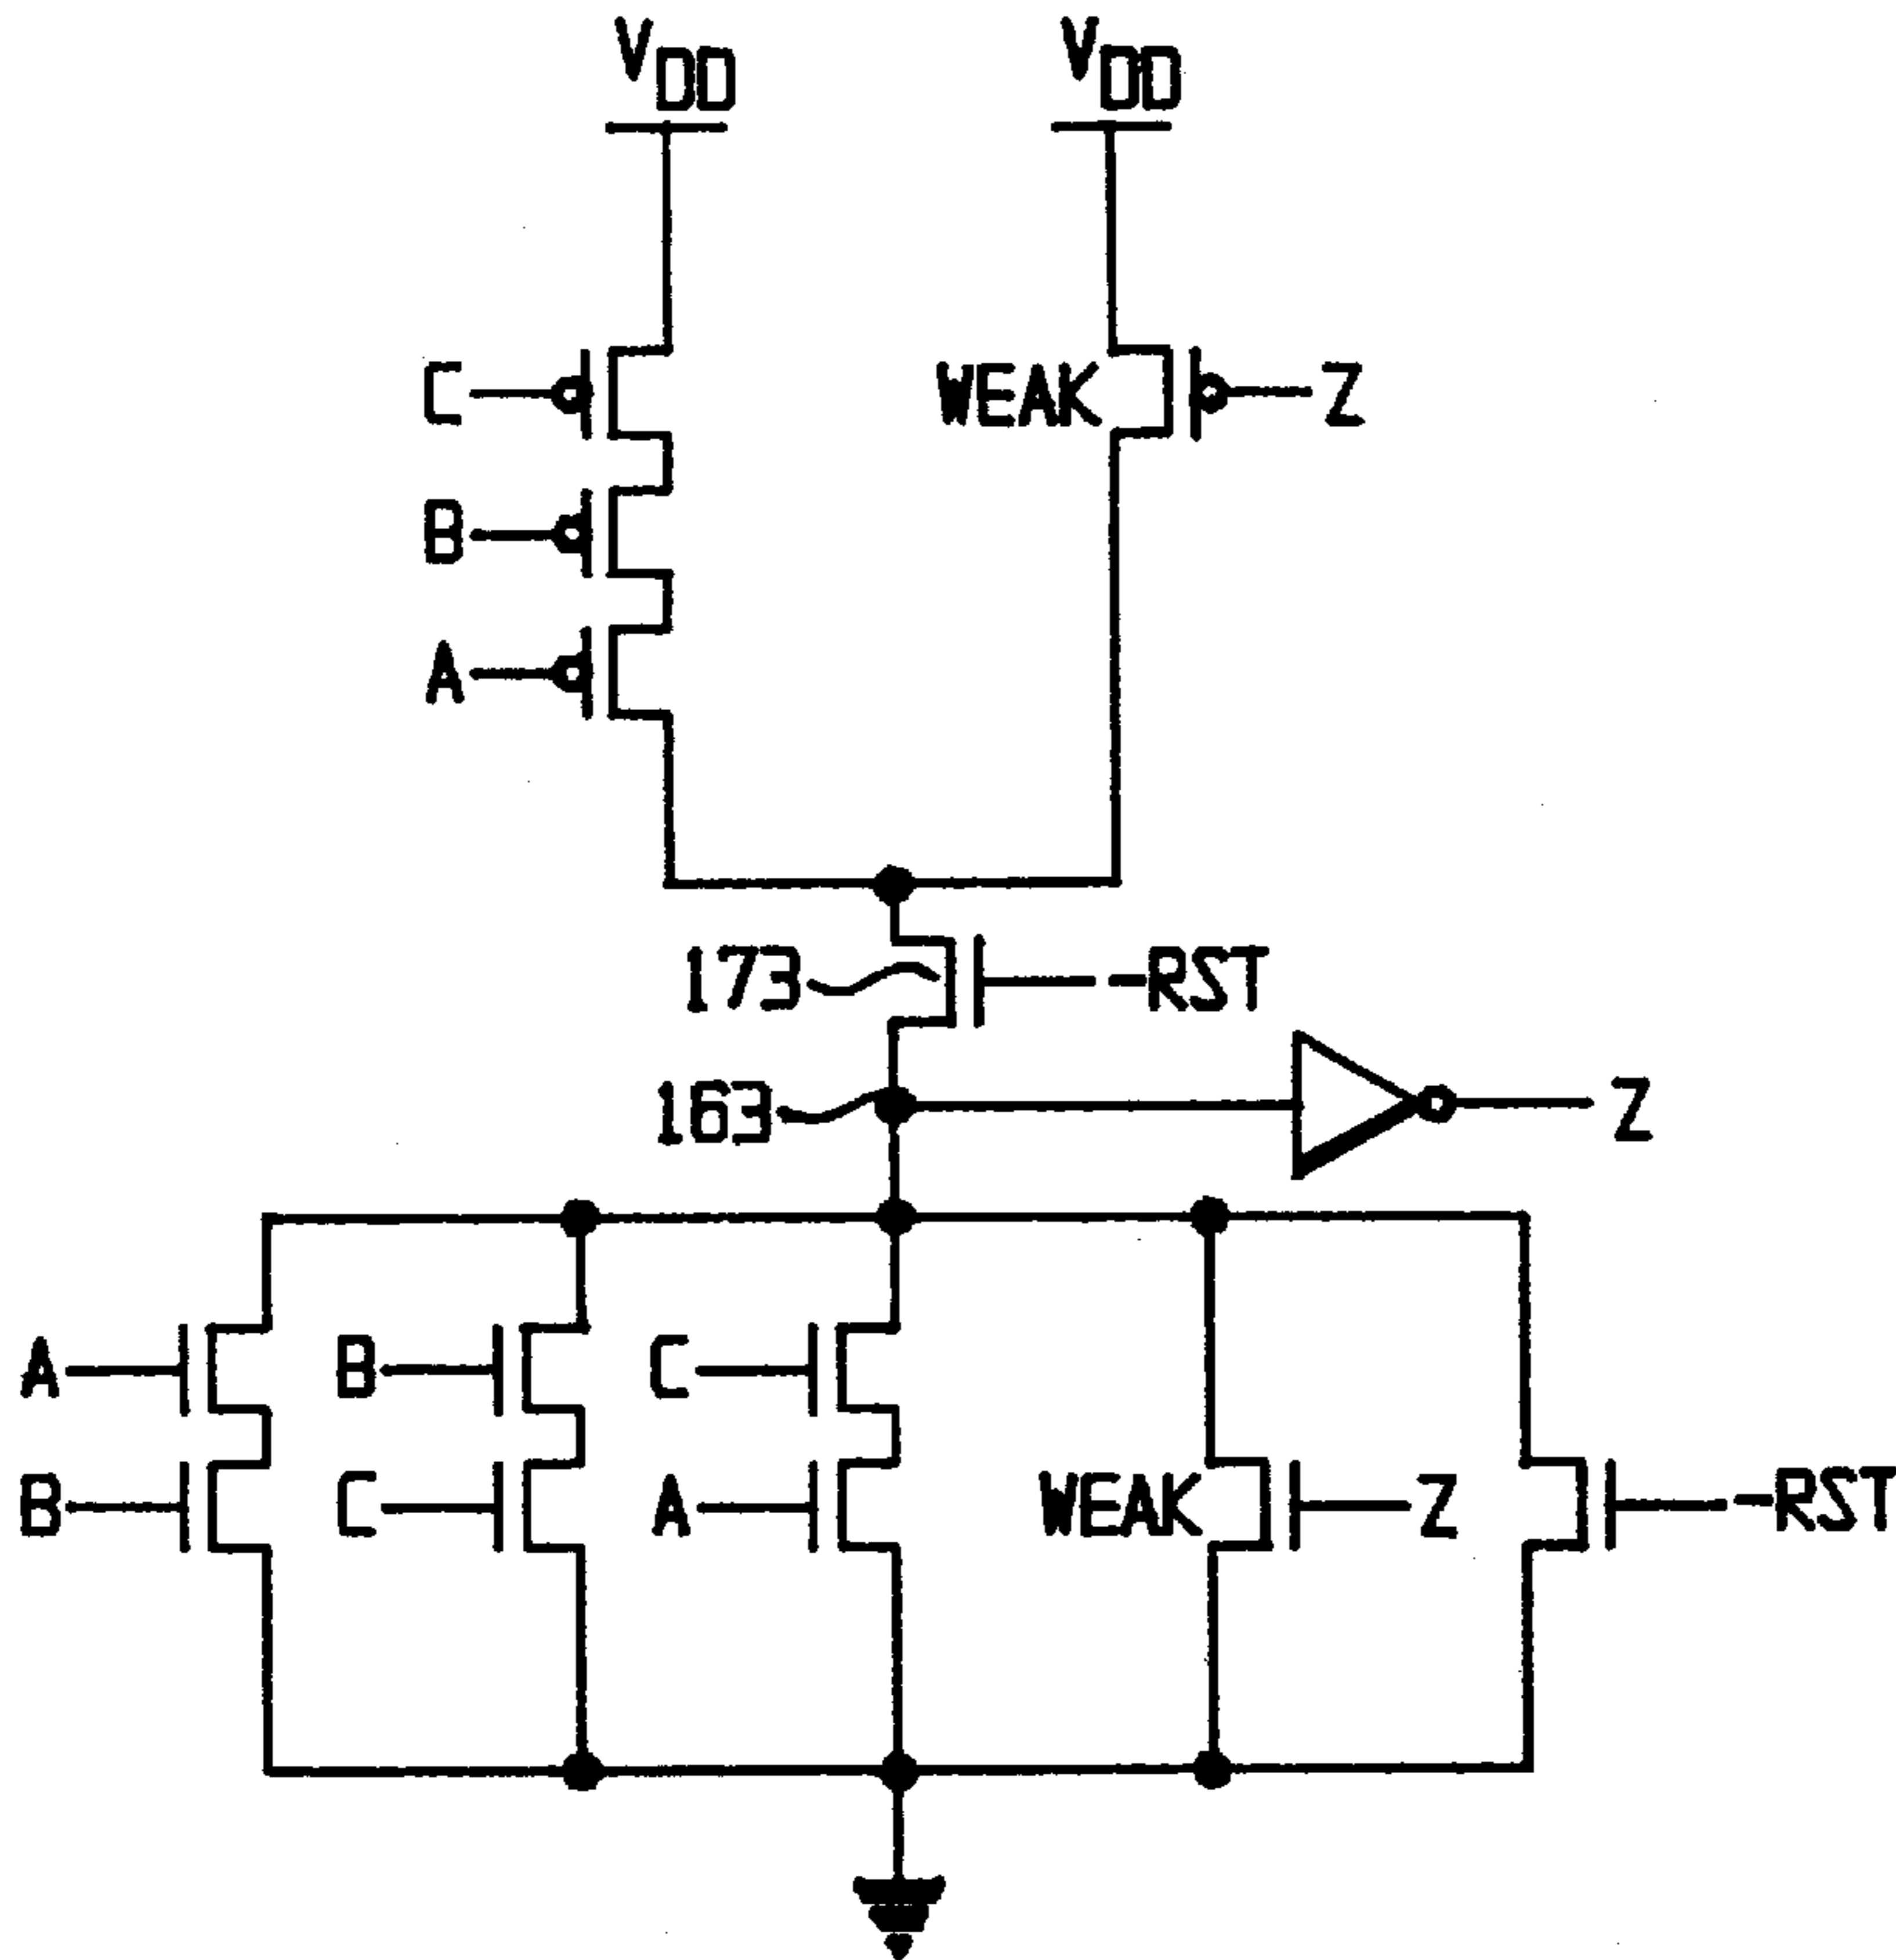 VDD VDD
C WEAK Z
B
A
173 -RST
163 Z
A B C
B C A WEAK Z -RST